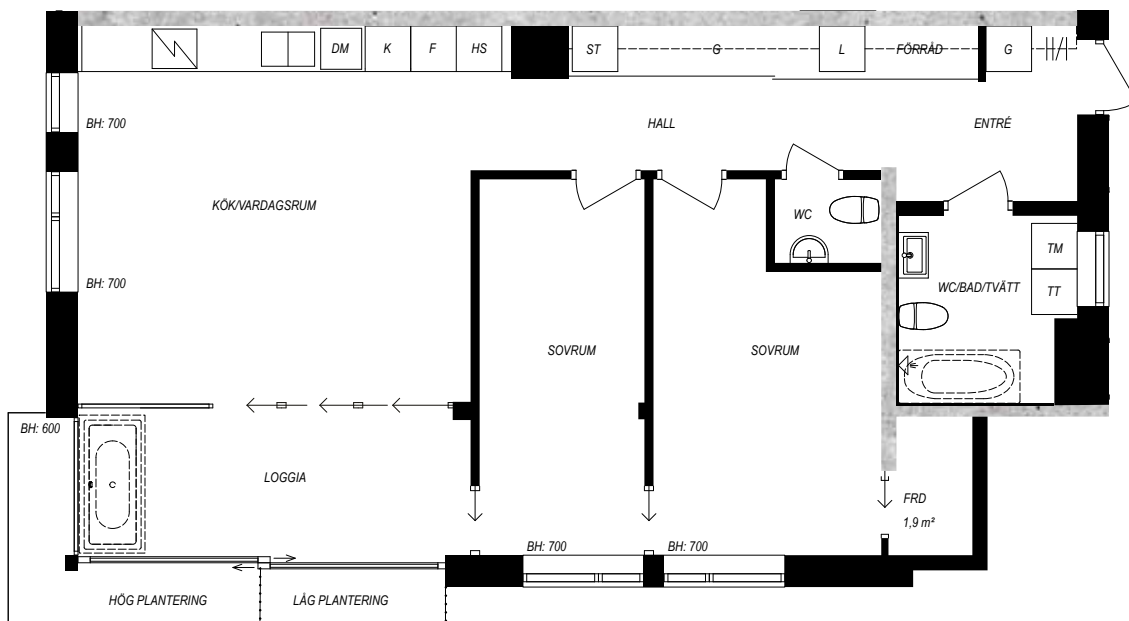 DM
K
F
HS
ST
G
L
FÖRRÅD
G
BH: 700
HALL
ENTRÉ
KÖK/VARDAGSRUM
WC
TM
BH: 700
WC/BAD/TVÄTT
TT
SOVRUM
SOVRUM
BH: 600
LOGGIA
FRD
1,9 m²
BH: 700
BH: 700
HÖG PLANTERING
LÅG PLANTERING